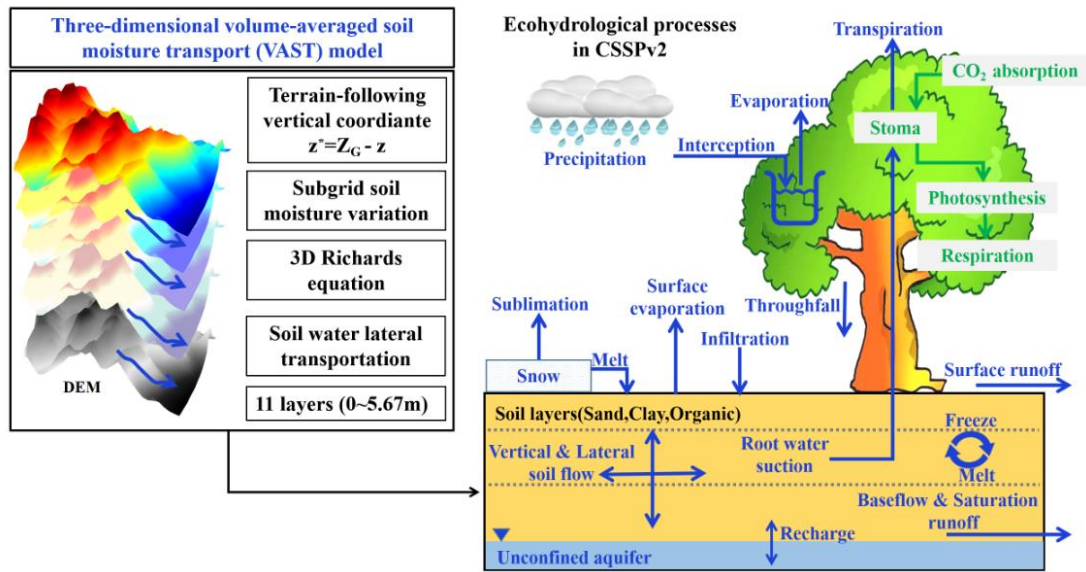 Three-dimensional volume-averaged soil
moisture transport (VAST) model
Terrain-following
vertical coordiante
z*=Z_G - z
Subgrid soil
moisture variation
3D Richards
equation
Soil water lateral
transportation
11 layers (0~5.67m)
DEM
Ecohydrological processes
in CSSPv2
Precipitation
Interception
Evaporation
Transpiration
CO₂ absorption
Stoma
Photosynthesis
Respiration
Throughfall
Sublimation
Snow
Melt
Surface
evaporation
Infiltration
Surface runoff
Soil layers(Sand,Clay,Organic)
Vertical & Lateral
soil flow
Root water
suction
Freeze
Melt
Baseflow & Saturation
runoff
Recharge
Unconfined aquifer